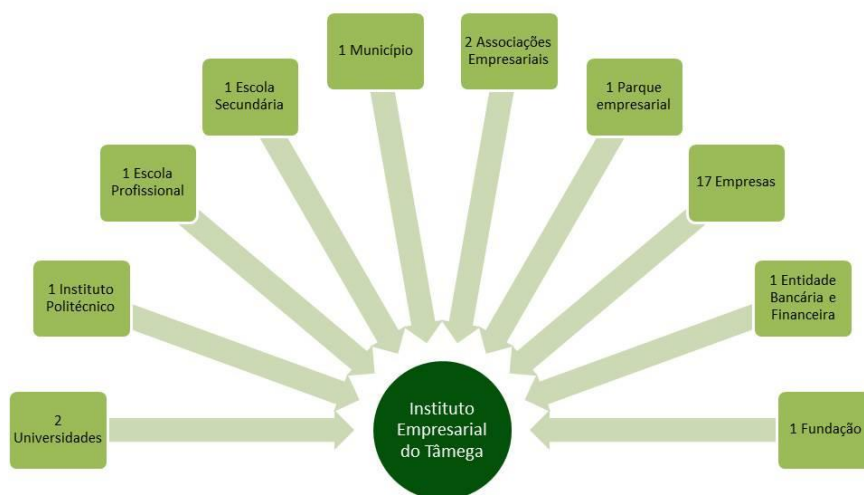 2
Universidades
1 Instituto
Politécnico
1 Escola
Profissional
1 Escola
Secundária
1 Município
2 Associações
Empresariais
1 Parque
empresarial
17 Empresas
1 Entidade
Bancária e
Financeira
1 Fundação
Instituto
Empresarial
do Tâmega